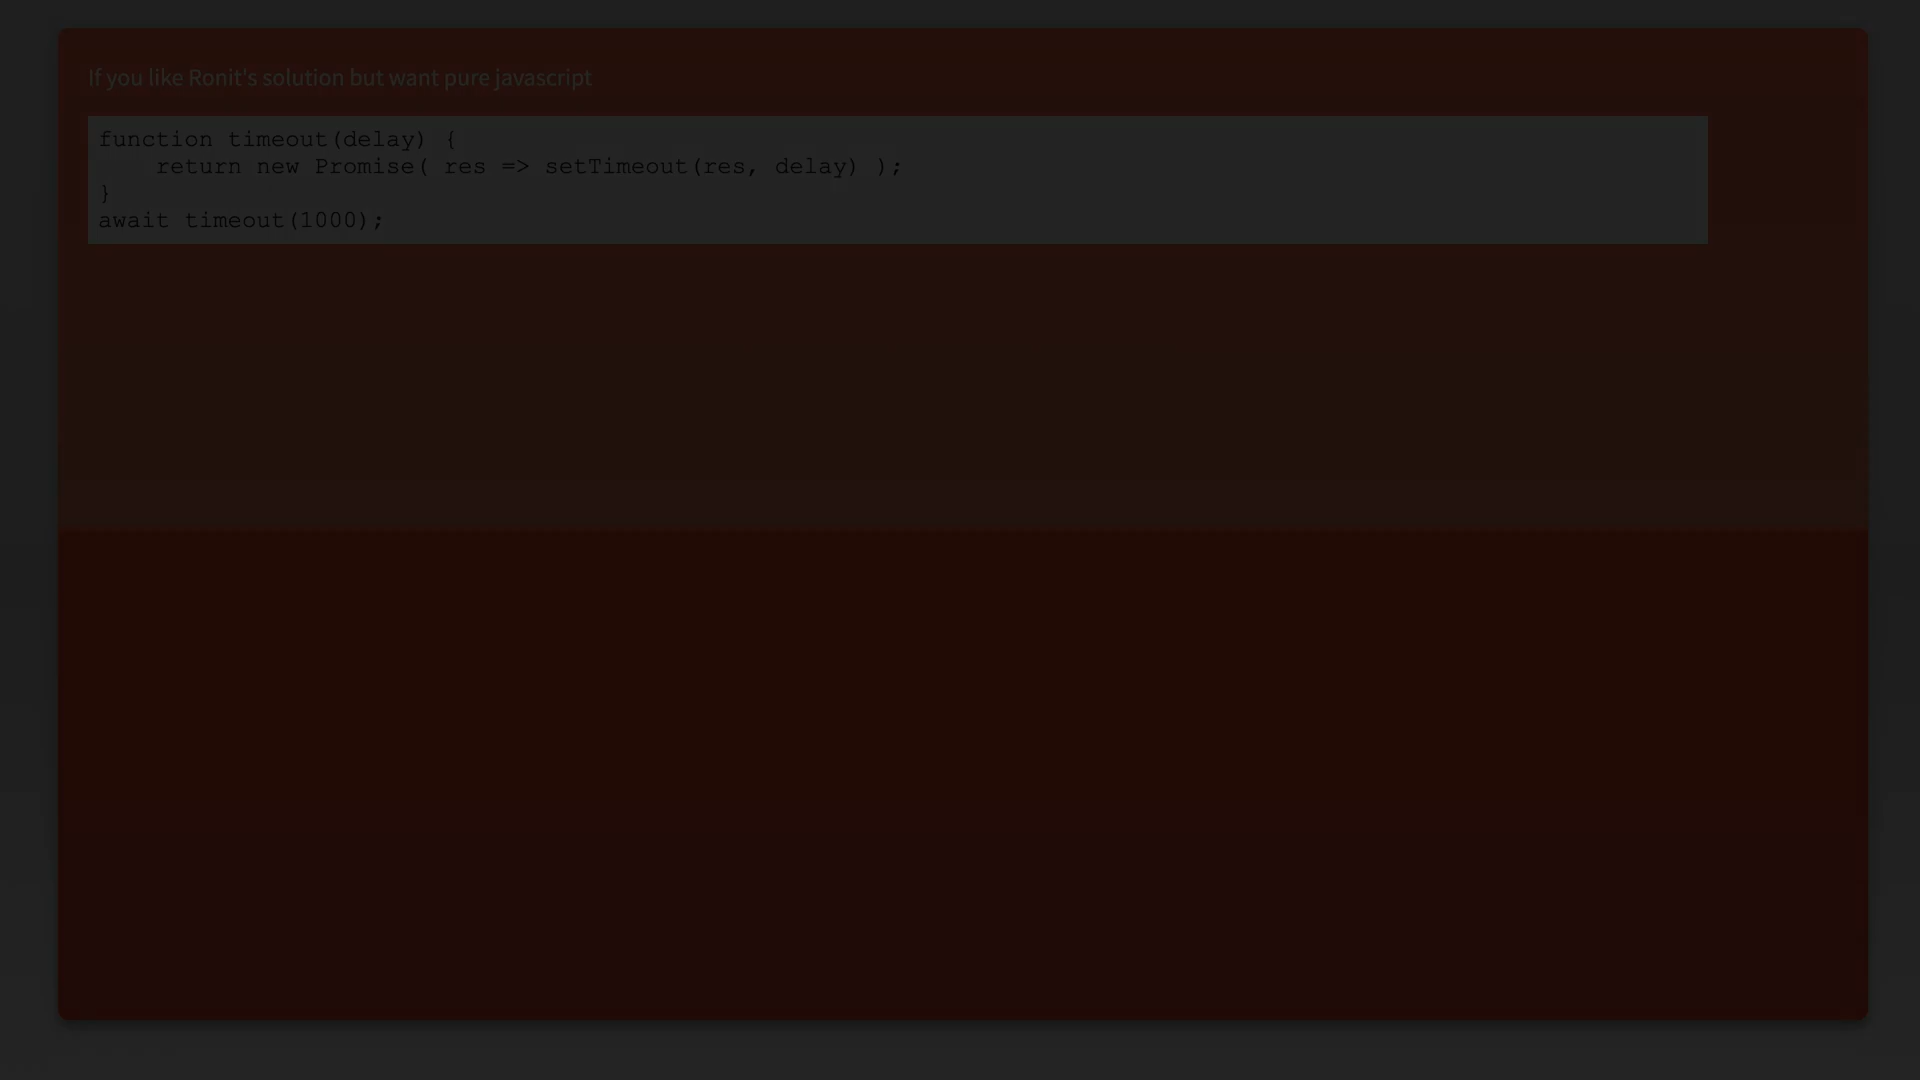 If you like Ronit's solution but want pure javascript
function timeout(delay) {
    return new Promise( res => setTimeout(res, delay) );
}
await timeout(1000);